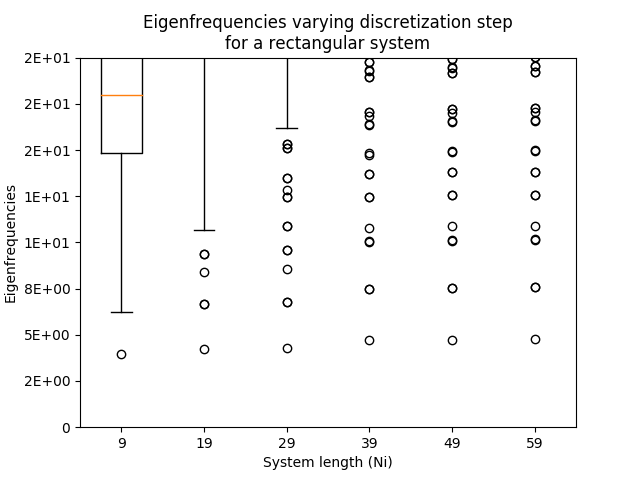 Eigenfrequencies varying discretization step
for a rectangular system
Eigenfrequencies
2E+01
2E+01
2E+01
1E+01
1E+01
8E+00
5E+00
2E+00
0
9 19 29 39 49 59
System length (Ni)